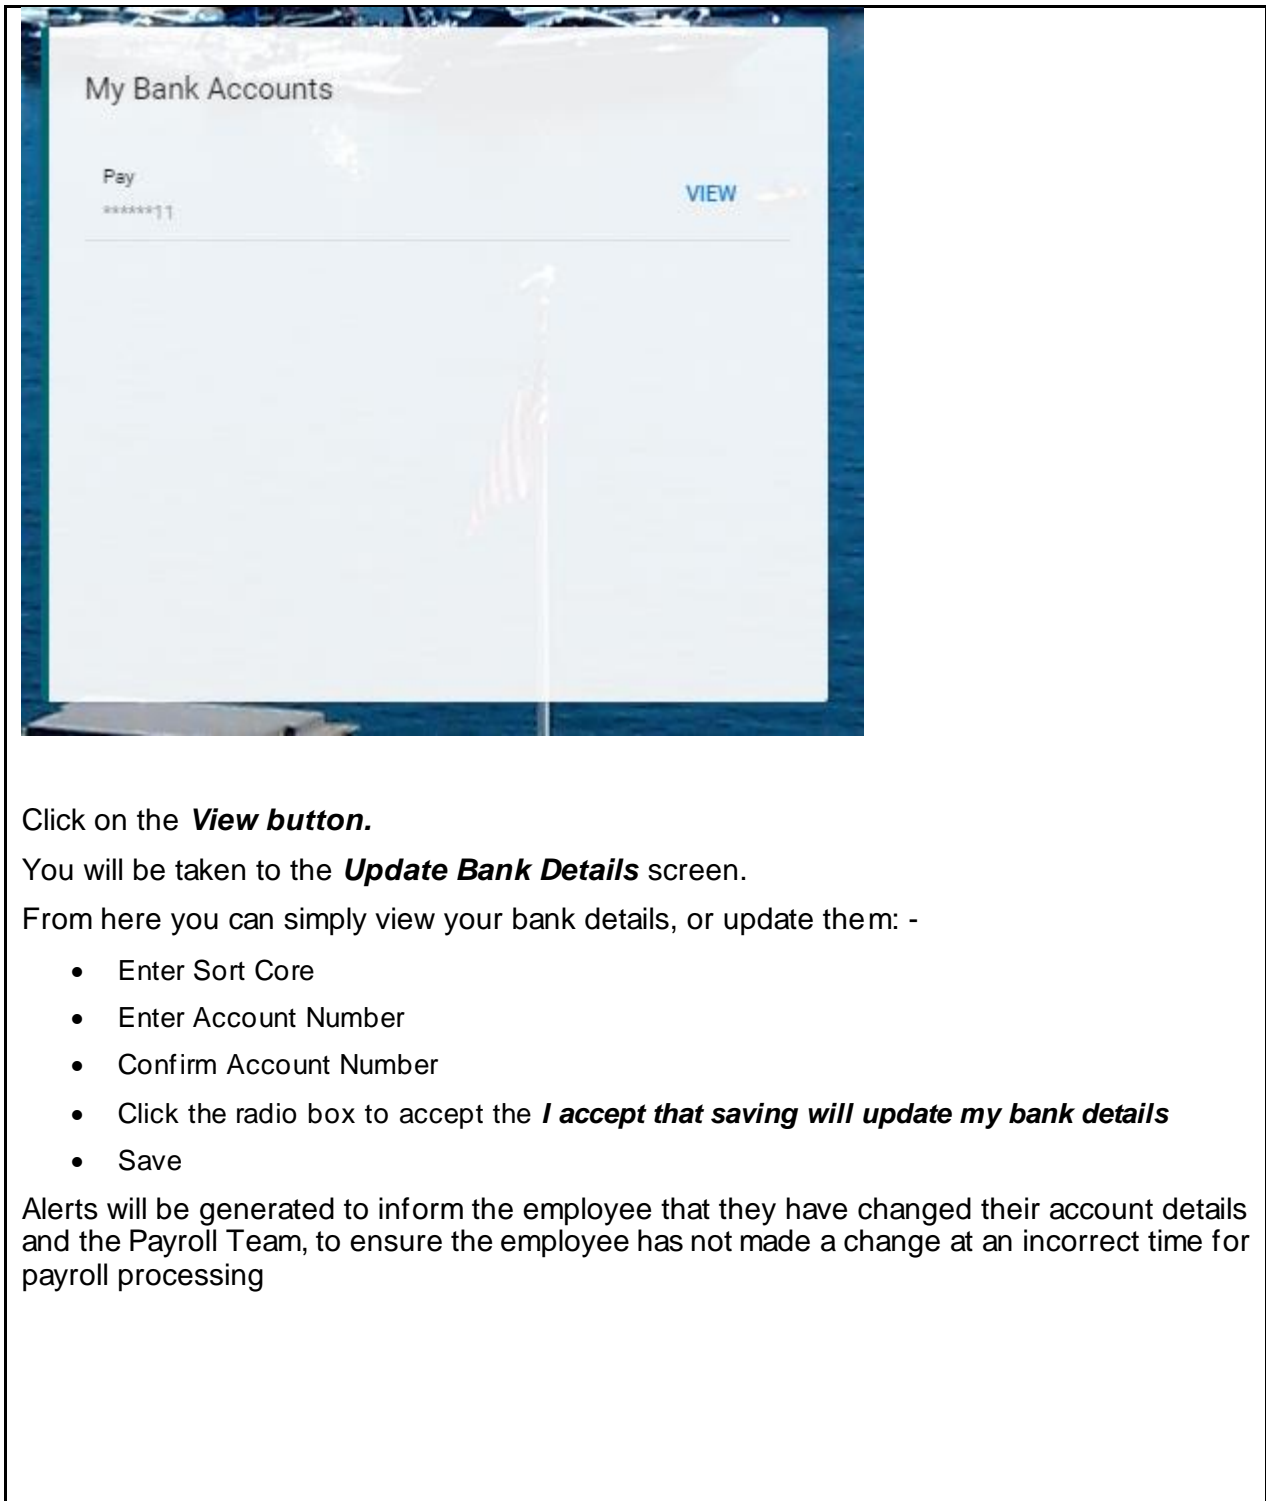 My Bank Accounts
Pay
VIEW
******11
Click on the View button.
You will be taken to the Update Bank Details screen.
From here you can simply view your bank details, or update them: -
• Enter Sort Core
• Enter Account Number
• Confirm Account Number
• Click the radio box to accept the I accept that saving will update my bank details
• Save
Alerts will be generated to inform the employee that they have changed their account details
and the Payroll Team, to ensure the employee has not made a change at an incorrect time for
payroll processing